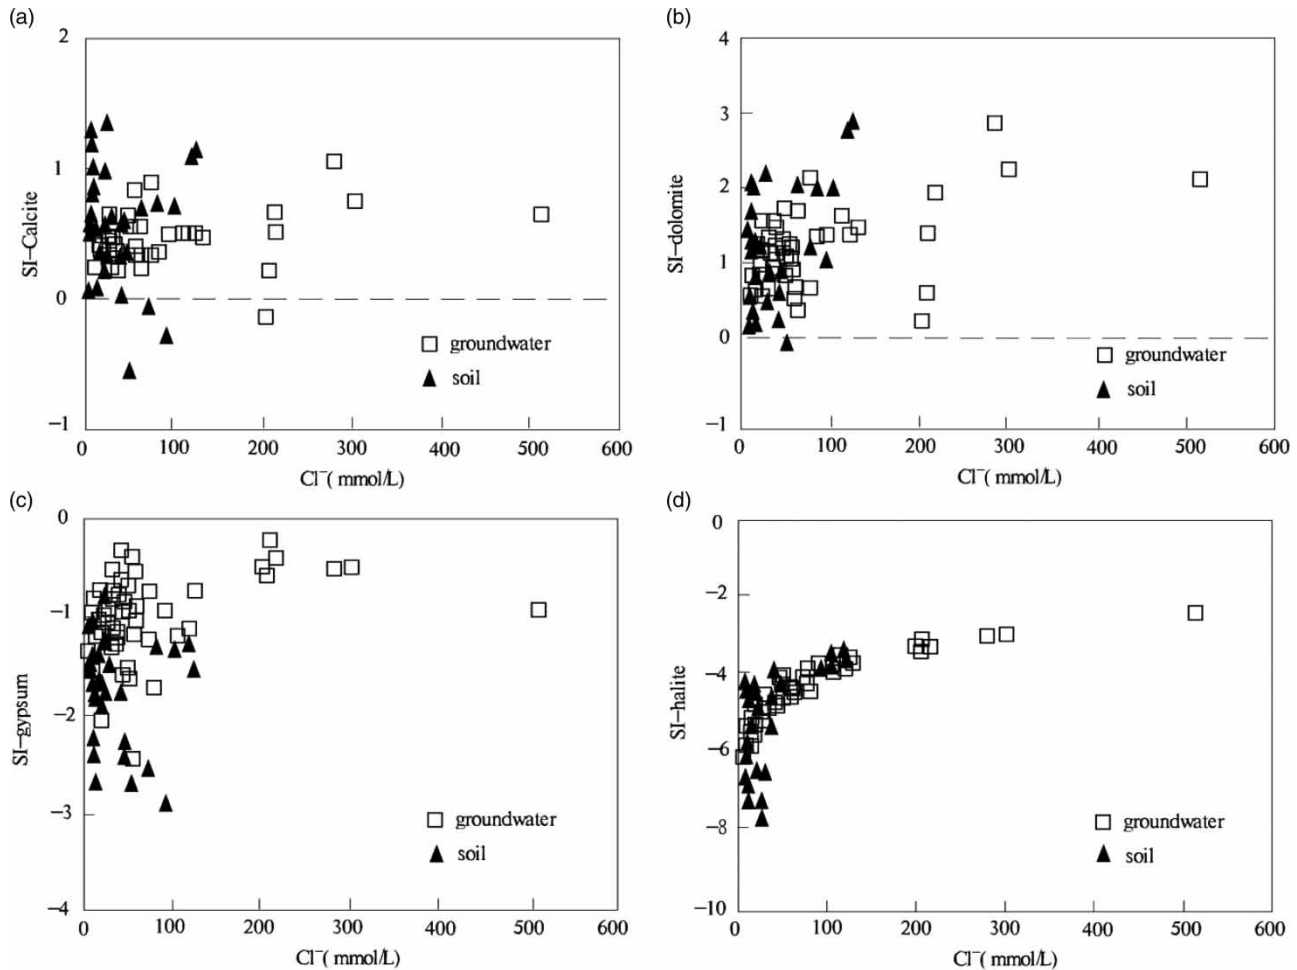 (a)
2
1
0
−1
SI−Calcite
groundwater
soil
0 100 200 300 400 500 600
Cl⁻( mmol/L)
(b)
4
3
2
1
0
−1
SI−dolomite
groundwater
soil
0 100 200 300 400 500 600
Cl⁻( mmol/L)
(c)
0
−1
−2
−3
−4
SI−gypsum
groundwater
soil
0 100 200 300 400 500 600
Cl⁻( mmol/L)
(d)
0
−2
−4
−6
−8
−10
SI−halite
groundwater
soil
0 100 200 300 400 500 600
Cl⁻( mmol/L)